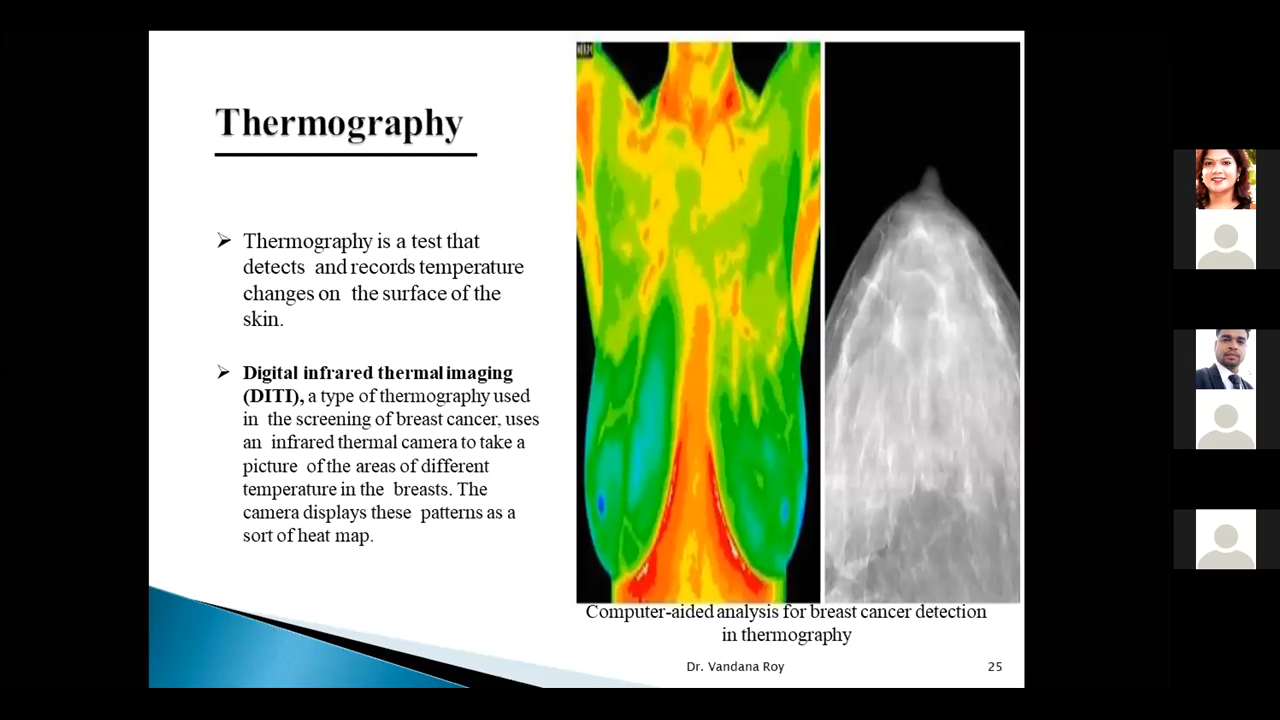 Thermography
➢ Thermography is a test that
detects and records temperature
changes on the surface of the
skin.
➢ Digital infrared thermal imaging
(DITI), a type of thermography used
in the screening of breast cancer, uses
an infrared thermal camera to take a
picture of the areas of different
temperature in the breasts. The
camera displays these patterns as a
sort of heat map.
Computer-aided analysis for breast cancer detection
in thermography
Dr. Vandana Roy
25